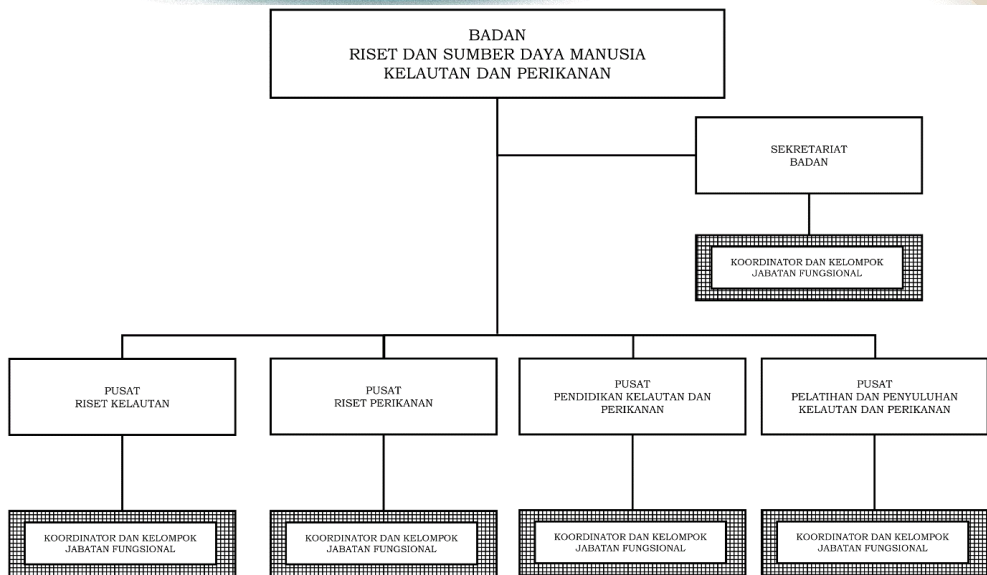 BADAN
RISET DAN SUMBER DAYA MANUSIA
KELAUTAN DAN PERIKANAN
SEKRETARIAT
BADAN
KOORDINATOR DAN KELOMPOK
JABATAN FUNGSIONAL
PUSAT
RISET KELAUTAN
PUSAT
RISET PERIKANAN
PUSAT
PENDIDIKAN KELAUTAN DAN
PERIKANAN
PUSAT
PELATIHAN DAN PENYULUHAN
KELAUTAN DAN PERIKANAN
KOORDINATOR DAN KELOMPOK
JABATAN FUNGSIONAL
KOORDINATOR DAN KELOMPOK
JABATAN FUNGSIONAL
KOORDINATOR DAN KELOMPOK
JABATAN FUNGSIONAL
KOORDINATOR DAN KELOMPOK
JABATAN FUNGSIONAL